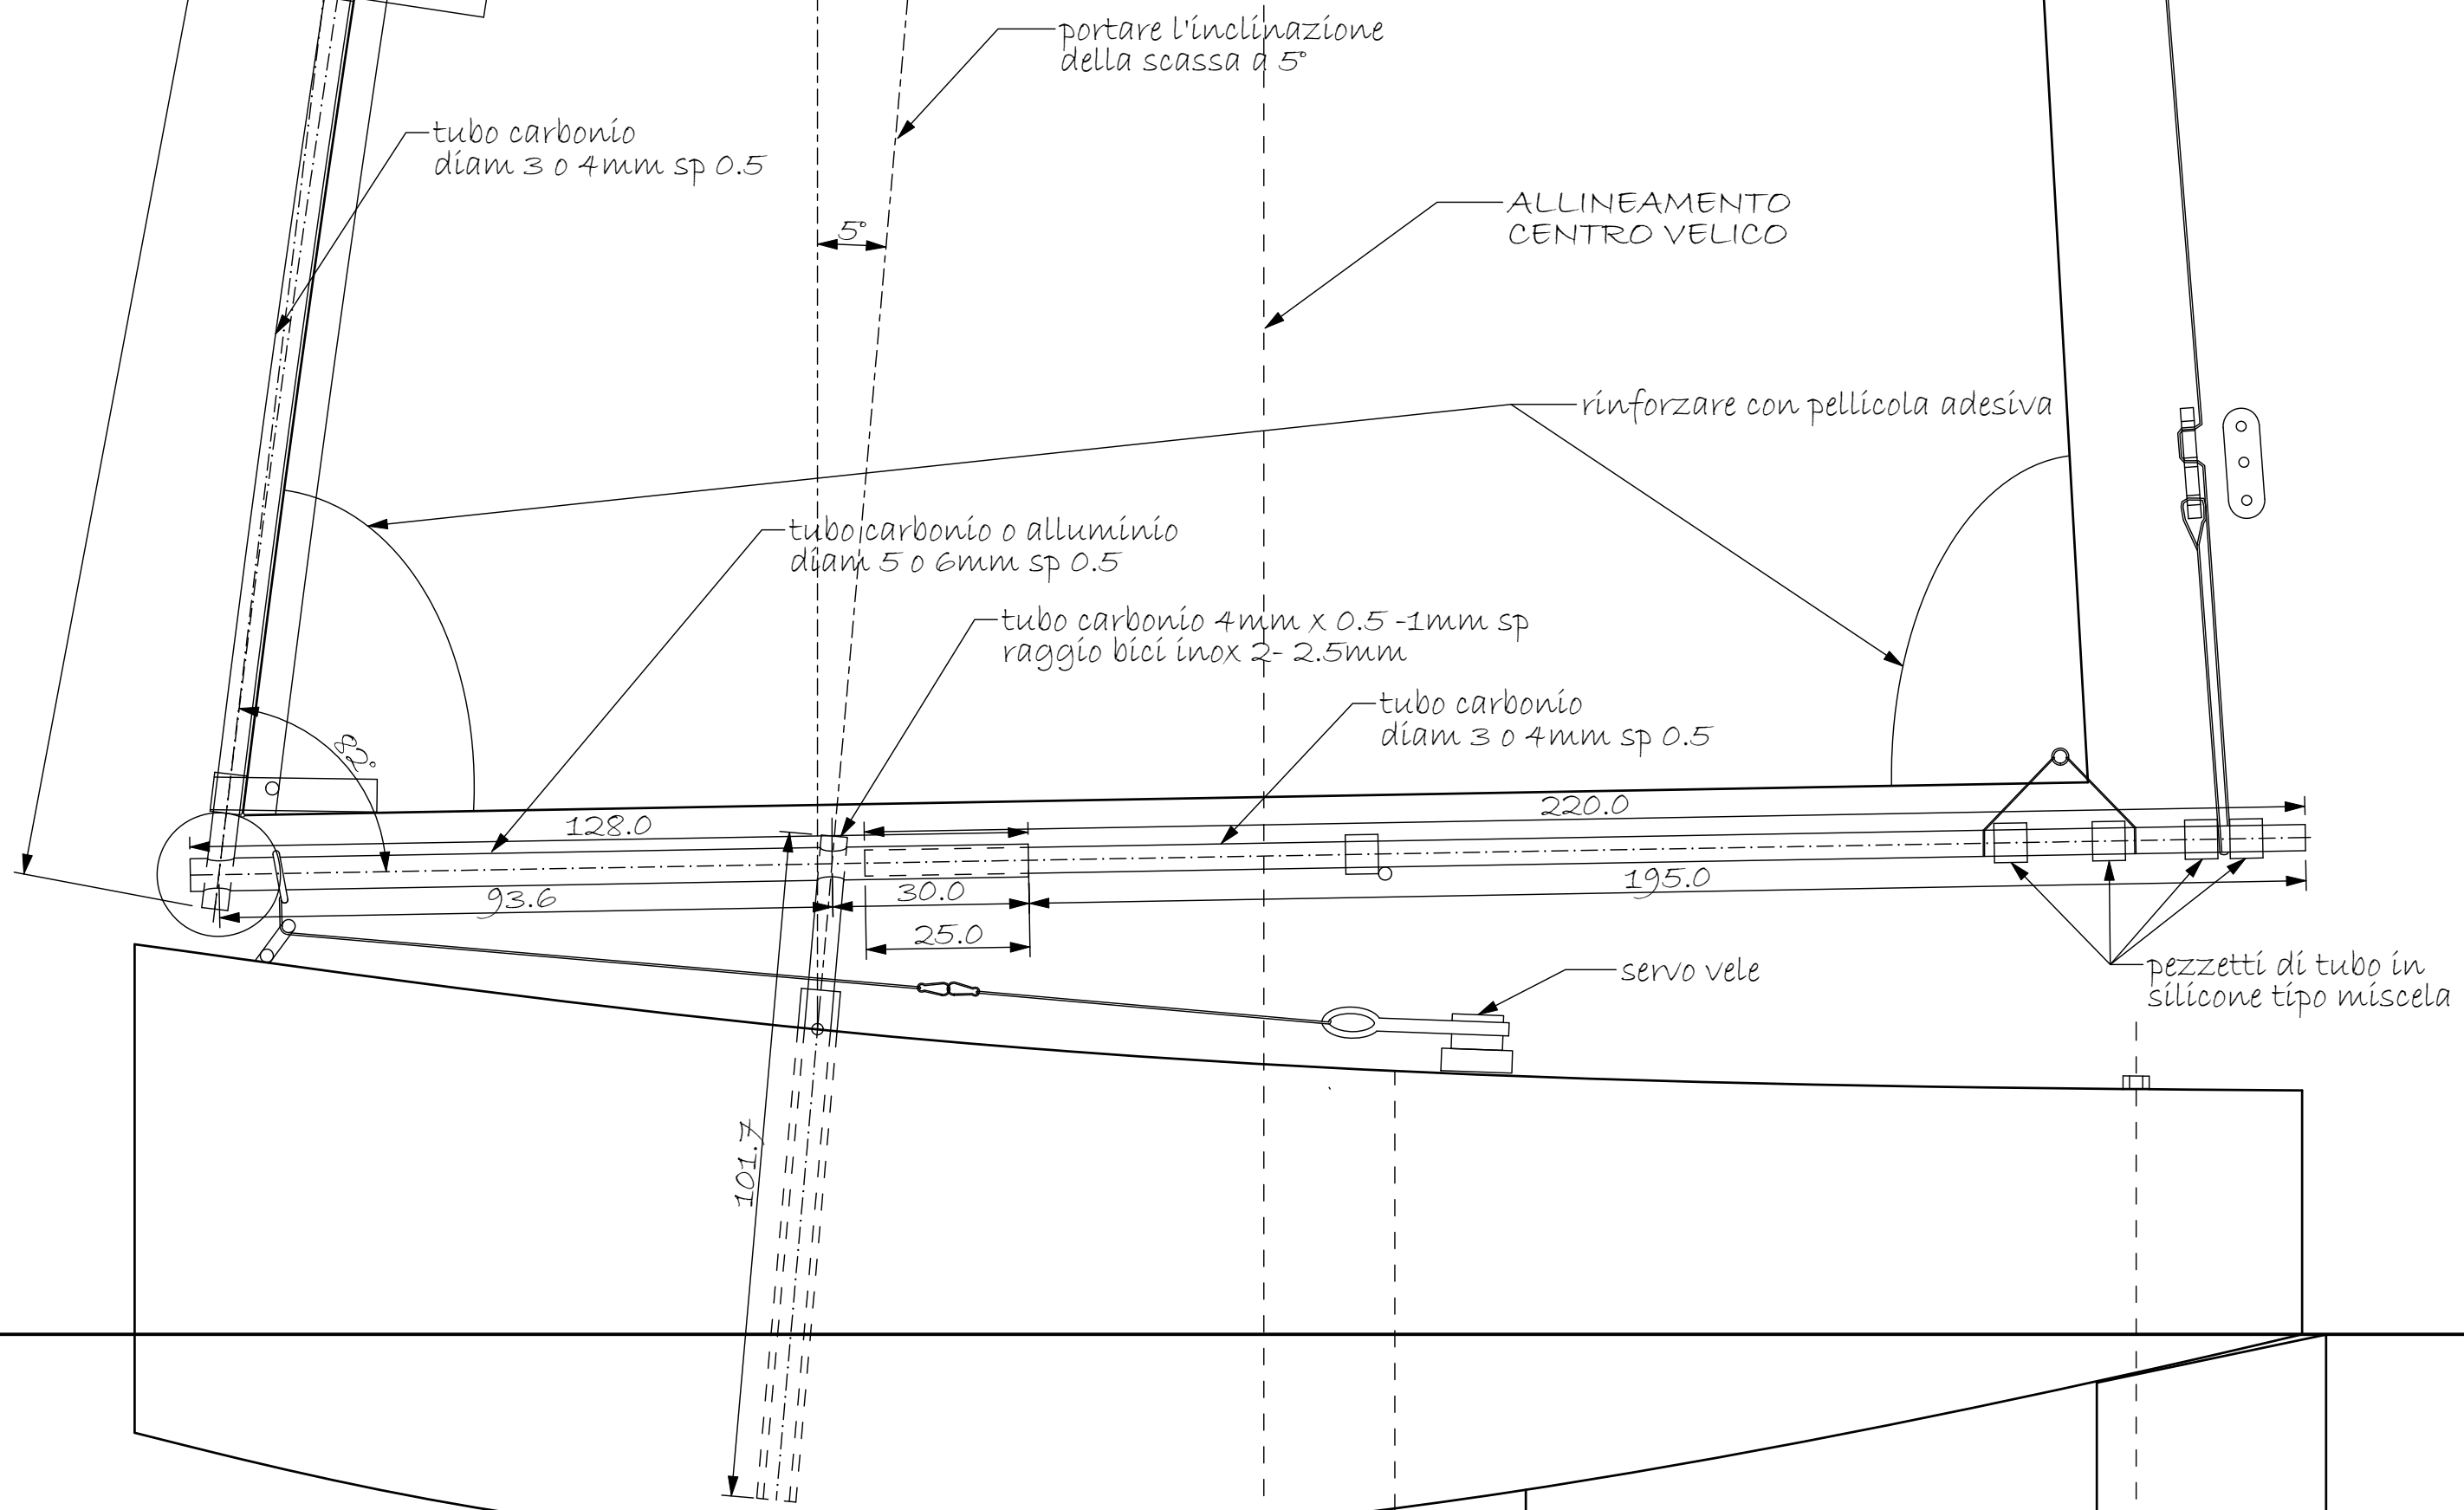 portare l'inclinazione
della scassa a 5°
tubo carbonio
diam 3 o 4mm sp 0.5
ALLINEAMENTO
CENTRO VELICO
5°
rinforzare con pellicola adesiva
tubo carbonio o alluminio
diam 5 o 6mm sp 0.5
tubo carbonio 4mm x 0.5 -1mm sp
raggio bici inox 2- 2.5mm
tubo carbonio
diam 3 o 4mm sp 0.5
82°
220.0
128.0
195.0
93.6
30.0
25.0
servo vele
pezzetti di tubo in
silicone tipo miscela
101.7